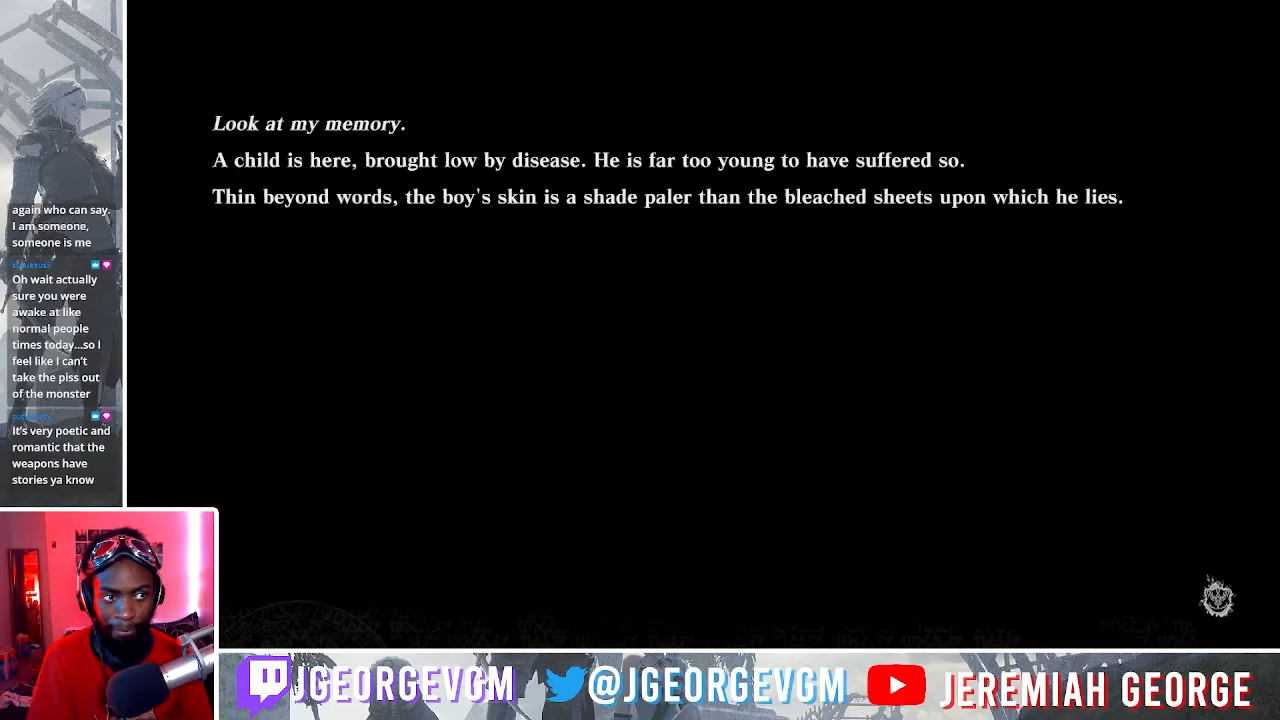 Look at my memory.
A child is here, brought low by disease. He is far too young to have suffered so.
Thin beyond words, the boy's skin is a shade paler than the bleached sheets upon which he lies.
again who can say.
I am someone,
someone is me
Oh wait actually
sure you were
awake at like
normal people
times today...so I
feel like I can't
take the piss out
of the monster
It's very poetic and
romantic that the
weapons have
stories ya know
JGEORGEVGM
@JGEORGEVGM
JEREMIAH GEORGE